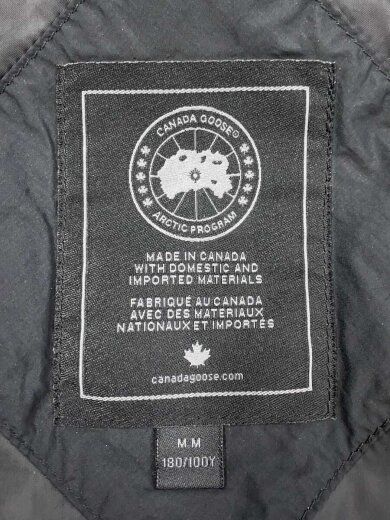 CANADA GOOSE®
ARCTIC PROGRAM
MADE IN CANADA
WITH DOMESTIC AND
IMPORTED MATERIALS
FABRIQUÉ AU CANADA
AVEC DES MATERIAUX
NATIONAUX ET IMPORTÉS
canadagoose.com
M/M
180/100Y